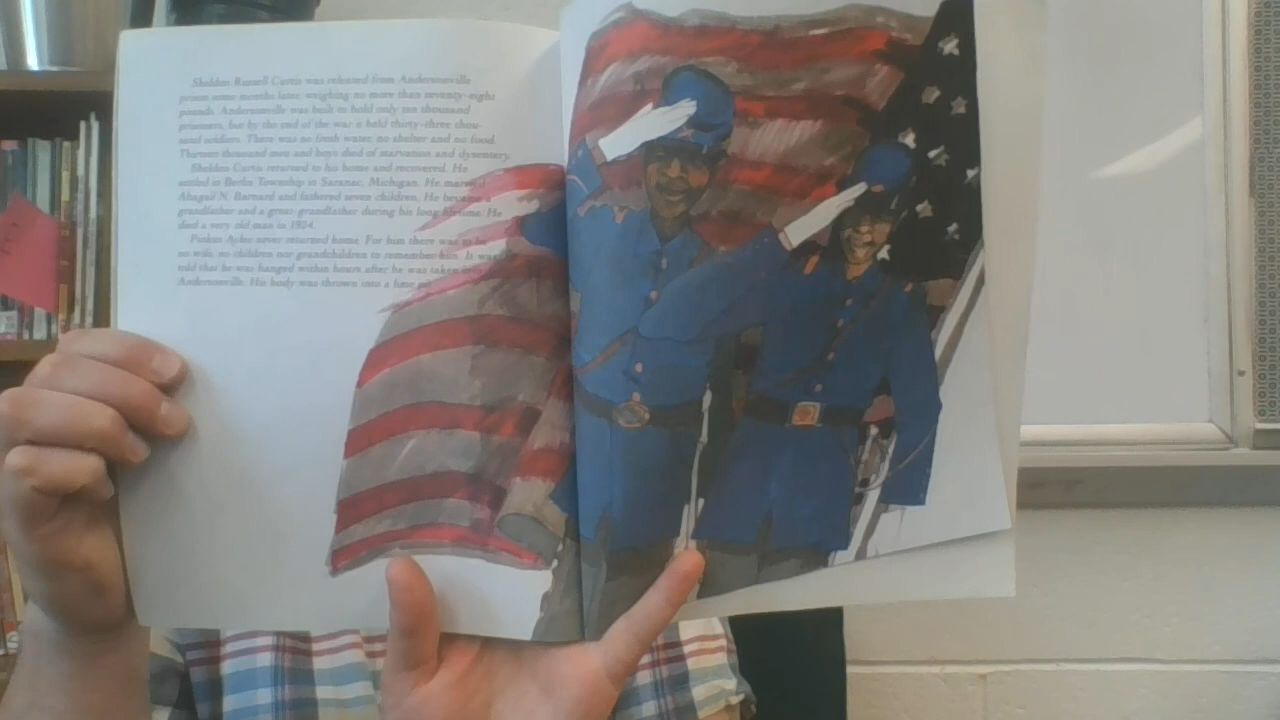 Sheldon Russell Curtis was released from Andersonville
prison some months later, weighing no more than seventy-eight
pounds. Andersonville was built to hold only ten thousand
prisoners, but by the end of the war it held thirty-three thou-
sand soldiers. There was no fresh water, no shelter and no food.
Thirteen thousand men and boys died of starvation and dysentery.
Sheldon Curtis returned to his home and recovered. He
settled in Berlin Township in Saranac, Michigan. He married
Abagail N. Barnard and fathered seven children. He became a
grandfather and a great-grandfather during his long lifetime. He
died a very old man in 1924.
Pinkus Aylee never returned home. For him there was to be
no wife, no children nor grandchildren to remember him. It was
told that he was hanged within hours after he was taken
Andersonville. His body was thrown into a lime pit